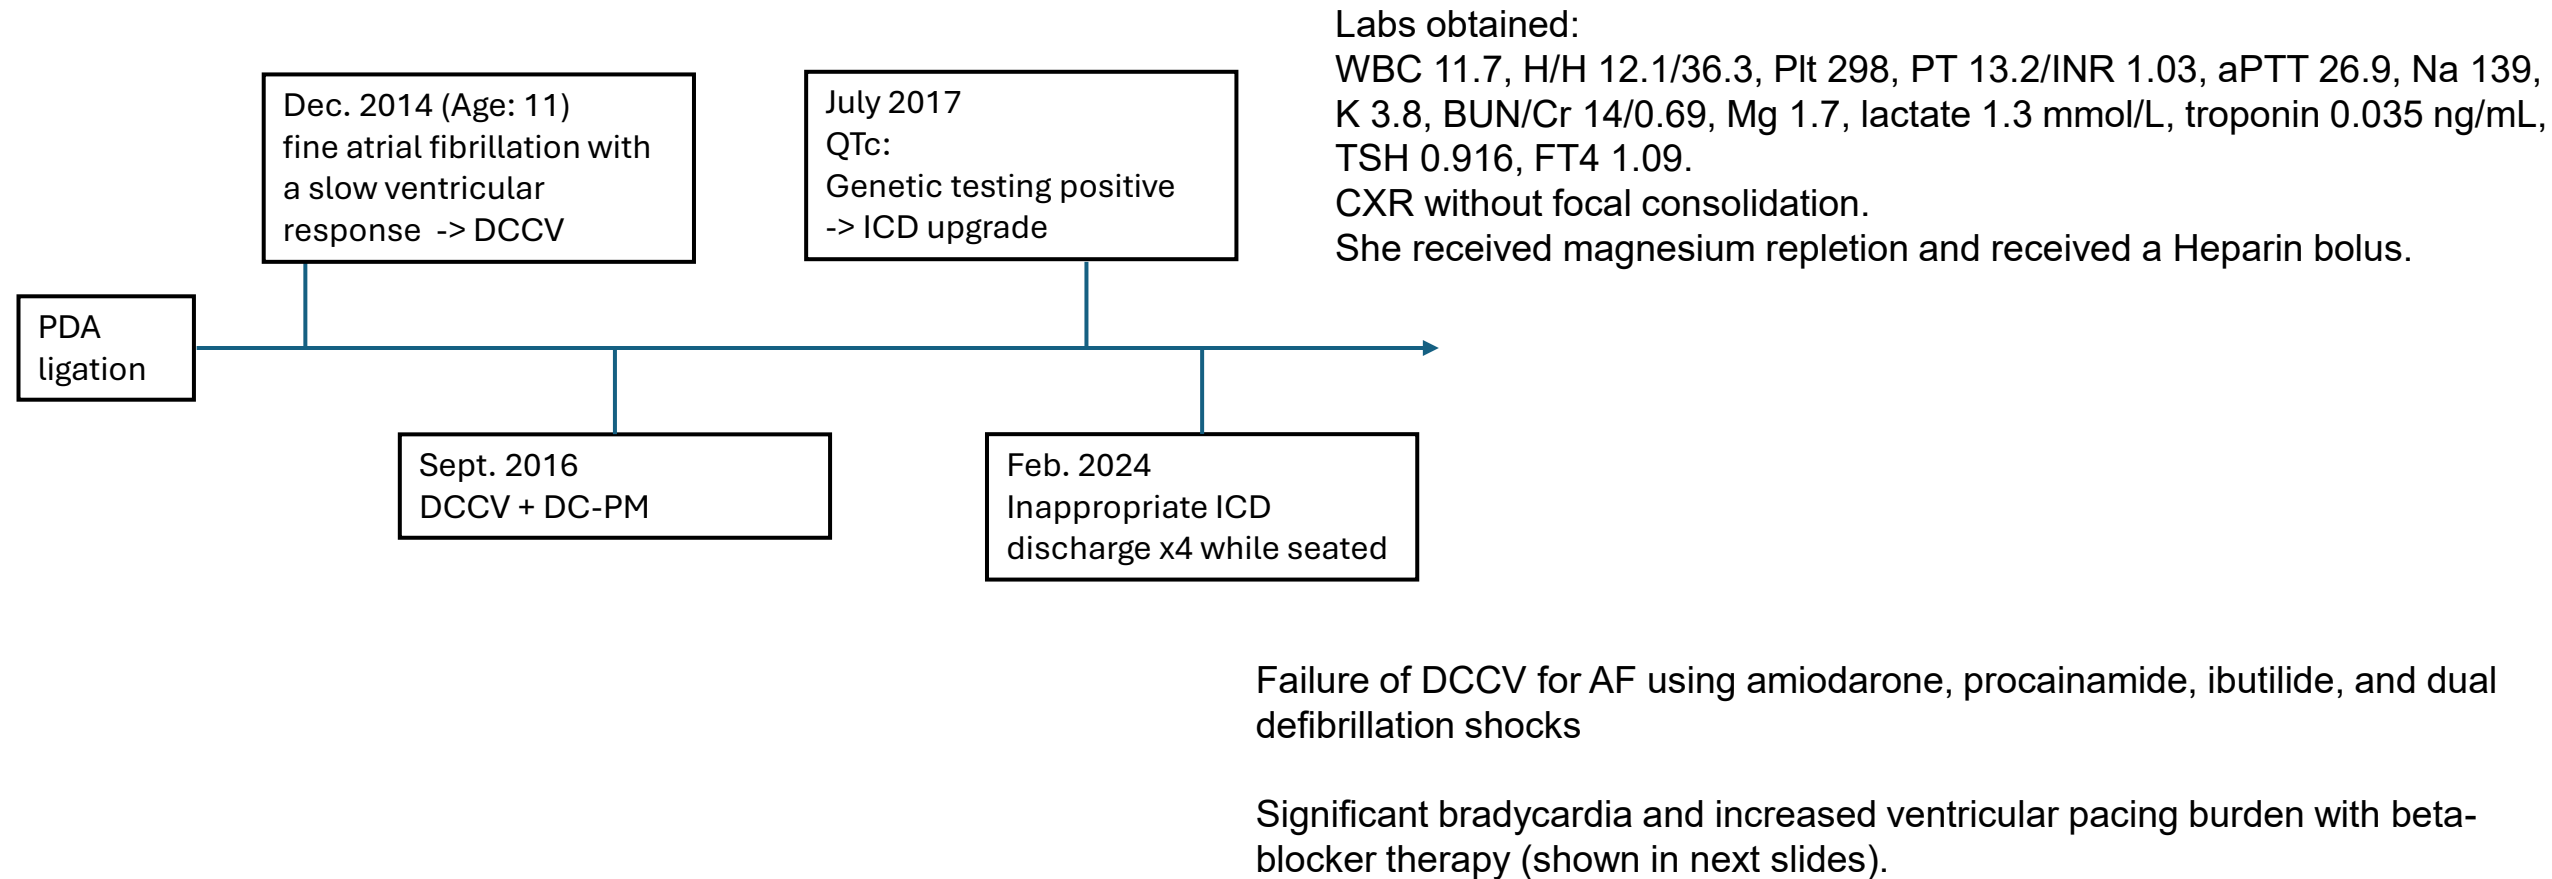 PDA
ligation
Dec. 2014 (Age: 11)
fine atrial fibrillation with
a slow ventricular
response -> DCCV
Sept. 2016
DCCV + DC-PM
July 2017
QTc:
Genetic testing positive
-> ICD upgrade
Feb. 2024
Inappropriate ICD
discharge x4 while seated
Labs obtained:
WBC 11.7, H/H 12.1/36.3, Plt 298, PT 13.2/INR 1.03, aPTT 26.9, Na 139,
K 3.8, BUN/Cr 14/0.69, Mg 1.7, lactate 1.3 mmol/L, troponin 0.035 ng/mL,
TSH 0.916, FT4 1.09.
CXR without focal consolidation.
She received magnesium repletion and received a Heparin bolus.
Failure of DCCV for AF using amiodarone, procainamide, ibutilide, and dual
defibrillation shocks
Significant bradycardia and increased ventricular pacing burden with beta-
blocker therapy (shown in next slides).